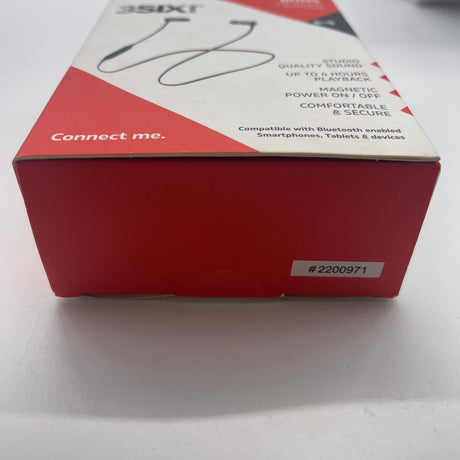 3SIXT
STUDIO
QUALITY SOUND
UP TO 4 HOURS
PLAYBACK
MAGNETIC
POWER ON / OFF
COMFORTABLE
& SECURE
Connect me.
Compatible with Bluetooth enabled
Smartphones, Tablets & devices
#2200971